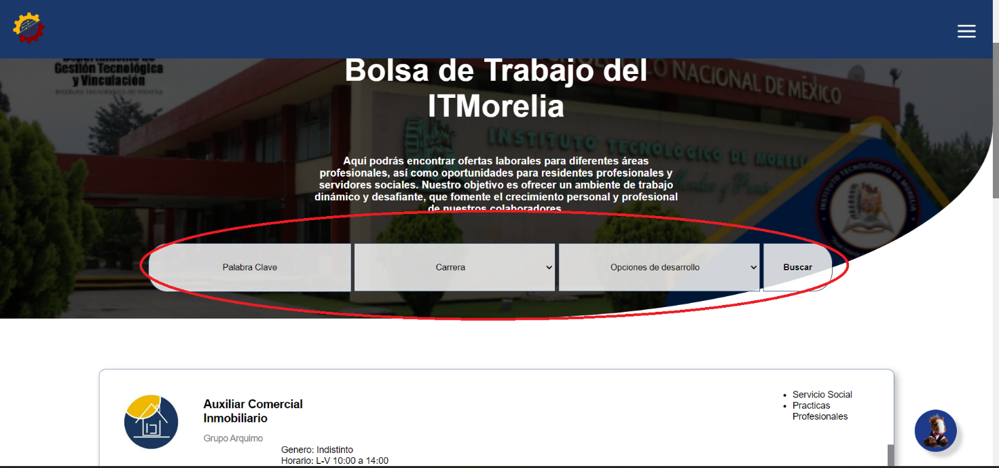 Gestión Tecnológica
y Vinculación
Instituto Tecnológico de Morelia
Bolsa de Trabajo del
ITMorelia
NACIONAL DE MÉXICO
INSTITUTO TECNOLÓGICO DE MORELIA
Aquí podrás encontrar ofertas laborales para diferentes áreas
profesionales, así como oportunidades para residentes profesionales y
servidores sociales. Nuestro objetivo es ofrecer un ambiente de trabajo
dinámico y desafiante, que fomente el crecimiento personal y profesional
de nuestros colaboradores.
INSTITUTO TECNOLÓGICO DE MORELIA
Palabra Clave
Carrera
Opciones de desarrollo
Buscar
Auxiliar Comercial
Inmobiliario
Grupo Arquimo
Genero: Indistinto
Horario: L-V 10:00 a 14:00
Servicio Social
Practicas
Profesionales